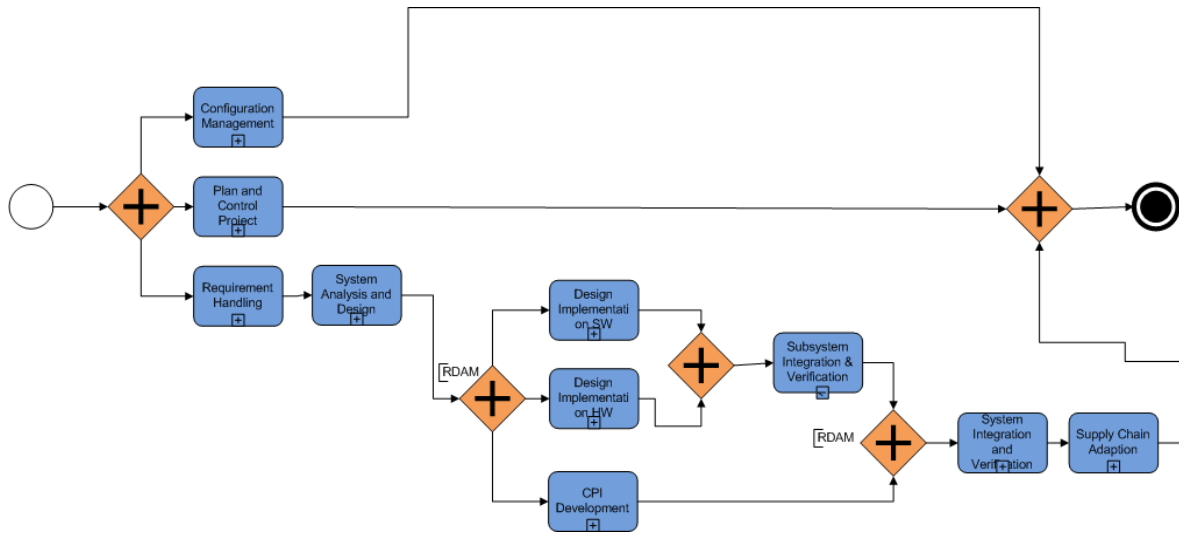 Configuration
Management
Plan and
Control
Project
Requirement
Handling
System
Analysis and
Design
RDAM
Design
Implementati
on SW
Design
Implementati
on HW
CPI
Development
Subsystem
Integration &
Verification
RDAM
System
Integration
and
Verification
Supply Chain
Adaption